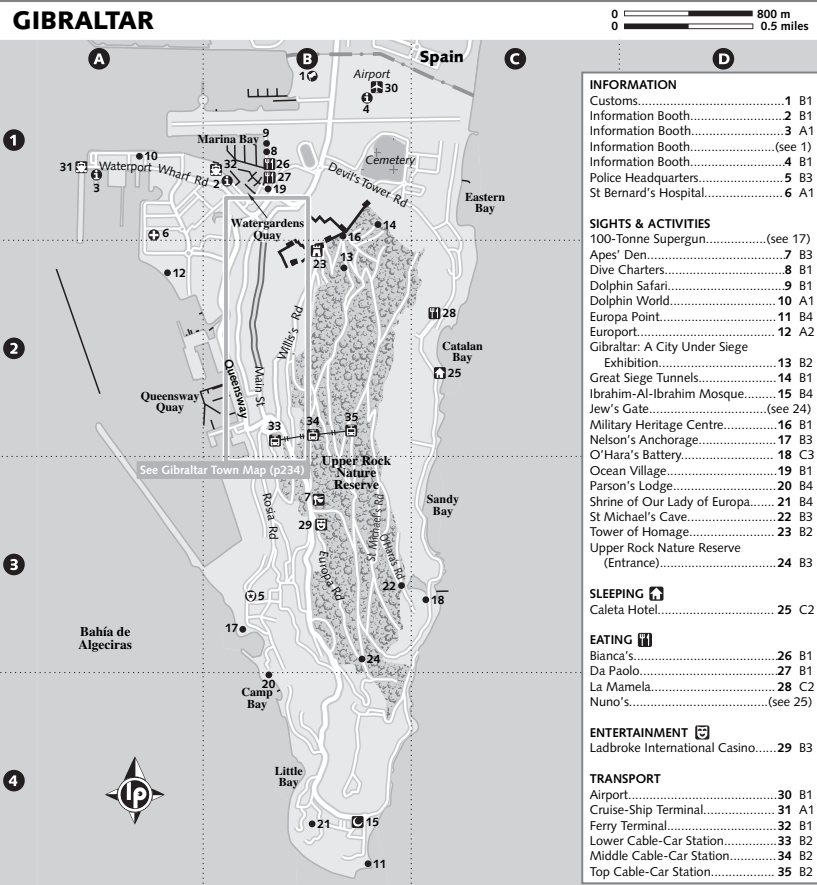 GIBRALTAR
0 800 m
0 0.5 miles
A
B
C
D
Spain
1
Airport
30
4
1
9
Marina Bay
8
10
31
32
26
Cemetery
Waterport Wharf Rd
3
2
27
19
Devil's Tower Rd
Eastern
Bay
Watergardens
Quay
14
6
16
23
13
12
28
Willis's Rd
2
Catalan
Bay
25
Queensway
Main St
Queensway
Quay
33
34
35
See Gibraltar Town Map (p234)
Upper Rock
Nature
Reserve
7
Rosia Rd
St Michael's Rd
Sandy
Bay
29
O'Hara's Rd
Europa Rd
3
22
5
18
17
Bahía de
Algeciras
24
20
Camp
Bay
Little
Bay
4
lp
21
15
11
INFORMATION
Customs...........................................1 B1
Information Booth........................2 B1
Information Booth........................3 A1
Information Booth....................(see 1)
Information Booth........................4 B1
Police Headquarters.....................5 B3
St Bernard's Hospital....................6 A1
SIGHTS & ACTIVITIES
100-Tonne Supergun..............(see 17)
Apes' Den......................................7 B3
Dive Charters................................8 B1
Dolphin Safari...............................9 B1
Dolphin World............................10 A1
Europa Point...............................11 B4
Europort.....................................12 A2
Gibraltar: A City Under Siege
Exhibition................................13 B2
Great Siege Tunnels....................14 B1
Ibrahim-Al-Ibrahim Mosque.......15 B4
Jew's Gate..............................(see 24)
Military Heritage Centre..............16 B1
Nelson's Anchorage....................17 B3
O'Hara's Battery.........................18 C3
Ocean Village..............................19 B1
Parson's Lodge............................20 B4
Shrine of Our Lady of Europa......21 B4
St Michael's Cave........................22 B3
Tower of Homage.......................23 B2
Upper Rock Nature Reserve
(Entrance)...............................24 B3
SLEEPING
Caleta Hotel................................25 C2
EATING
Bianca's.......................................26 B1
Da Paolo......................................27 B1
La Mamela...................................28 C2
Nuno's....................................(see 25)
ENTERTAINMENT
Ladbroke International Casino......29 B3
TRANSPORT
Airport.........................................30 B1
Cruise-Ship Terminal...................31 A1
Ferry Terminal.............................32 B1
Lower Cable-Car Station.............33 B2
Middle Cable-Car Station............34 B2
Top Cable-Car Station.................35 B2